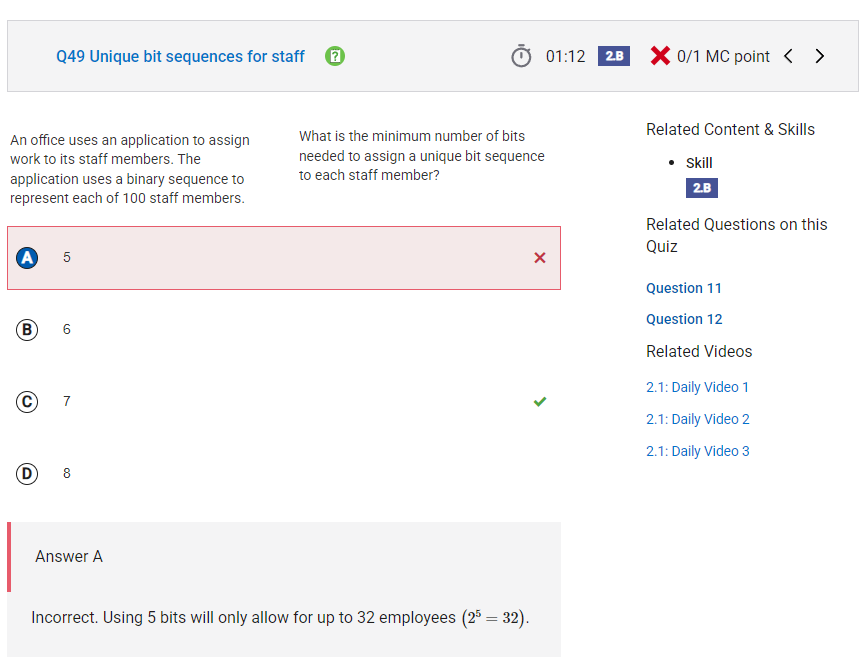 Q49 Unique bit sequences for staff
?
01:12
2.B
0/1 MC point
An office uses an application to assign
work to its staff members. The
application uses a binary sequence to
represent each of 100 staff members.
What is the minimum number of bits
needed to assign a unique bit sequence
to each staff member?
A 5
B 6
C 7
D 8
Answer A
Incorrect. Using 5 bits will only allow for up to 32 employees (2⁵ = 32).
Related Content & Skills
• Skill
2.B
Related Questions on this
Quiz
Question 11
Question 12
Related Videos
2.1: Daily Video 1
2.1: Daily Video 2
2.1: Daily Video 3